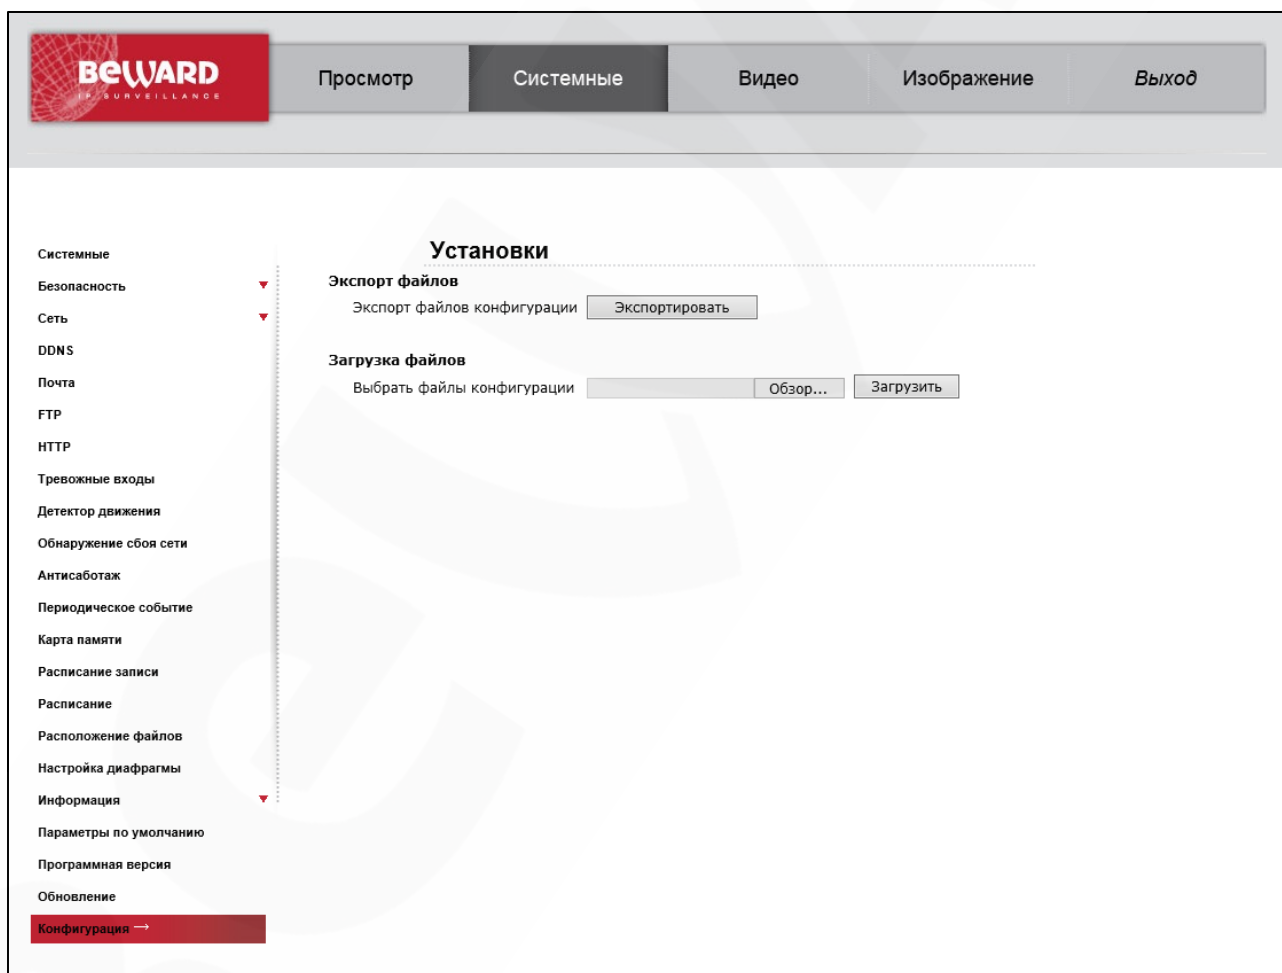 BEWARD
IP SURVEILLANCE
Просмотр
Системные
Видео
Изображение
Выход
Системные
Безопасность
Сеть
DDNS
Почта
FTP
HTTP
Тревожные входы
Детектор движения
Обнаружение сбоя сети
Антисаботаж
Периодическое событие
Карта памяти
Расписание записи
Расписание
Расположение файлов
Настройка диафрагмы
Информация
Параметры по умолчанию
Программная версия
Обновление
Конфигурация →
Установки
Экспорт файлов
Экспорт файлов конфигурации Экспортировать
Загрузка файлов
Выбрать файлы конфигурации Обзор... Загрузить